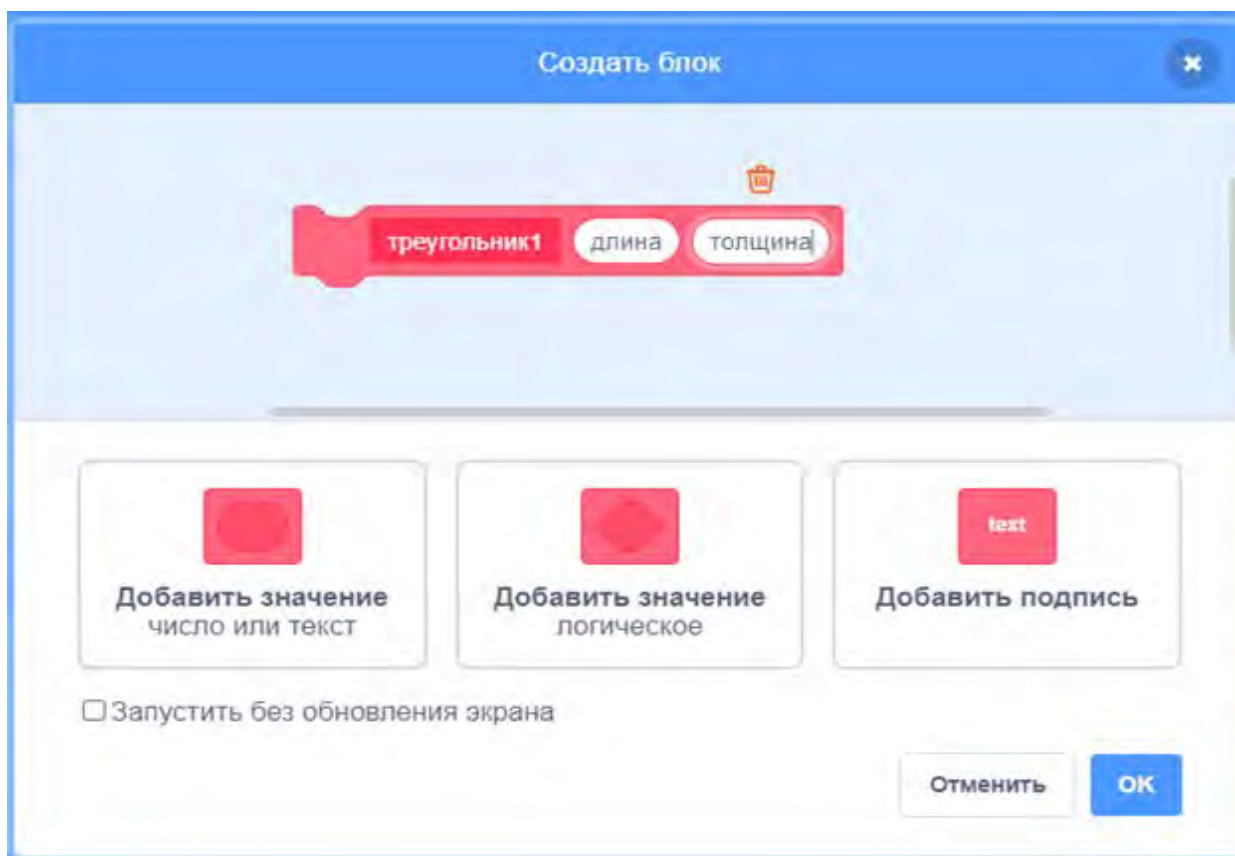 Создать блок
треугольник1 длина толщина
text
Добавить значение
число или текст
Добавить значение
логическое
Добавить подпись
Запустить без обновления экрана
Отменить OK